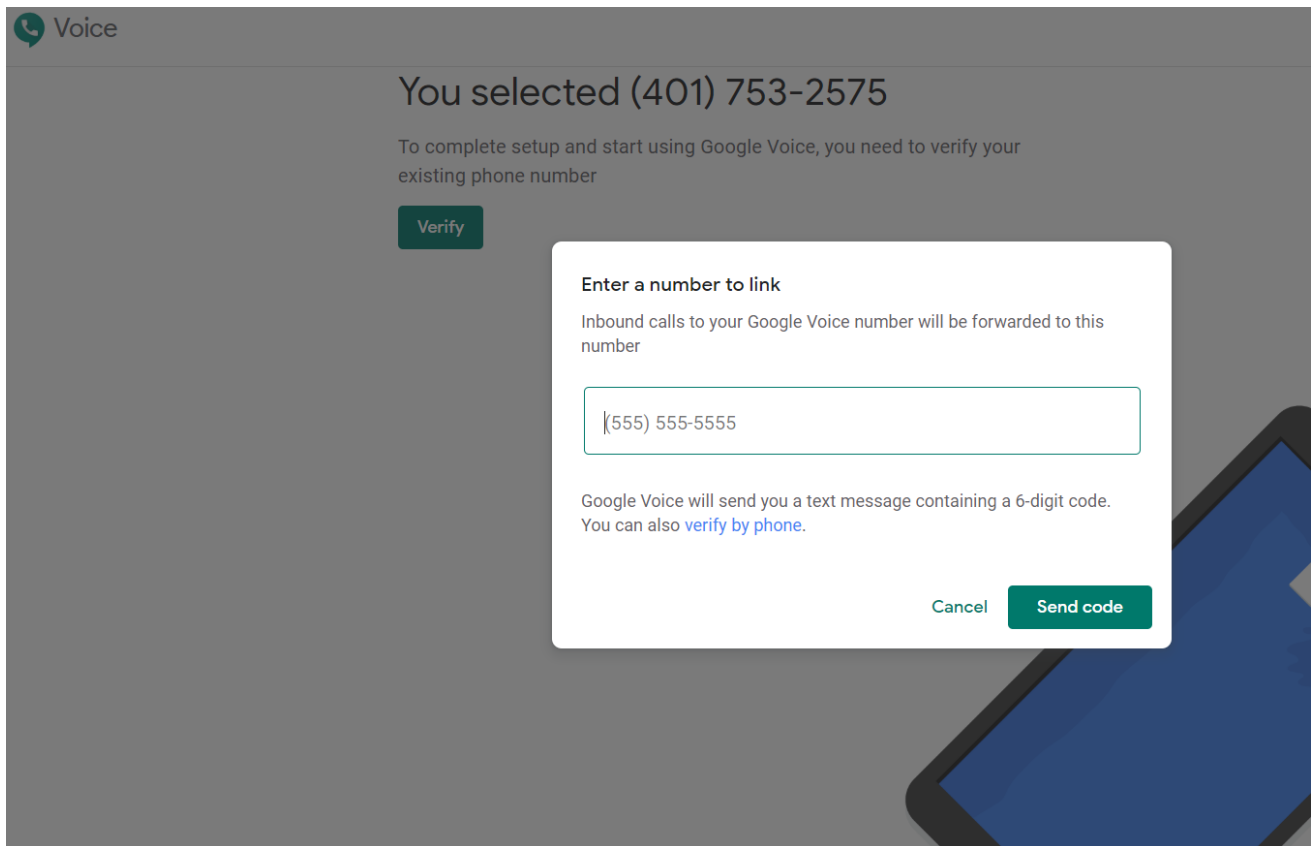 Voice
You selected (401) 753-2575
To complete setup and start using Google Voice, you need to verify your
existing phone number
Verify
Enter a number to link
Inbound calls to your Google Voice number will be forwarded to this
number
(555) 555-5555
Google Voice will send you a text message containing a 6-digit code.
You can also verify by phone.
Cancel Send code